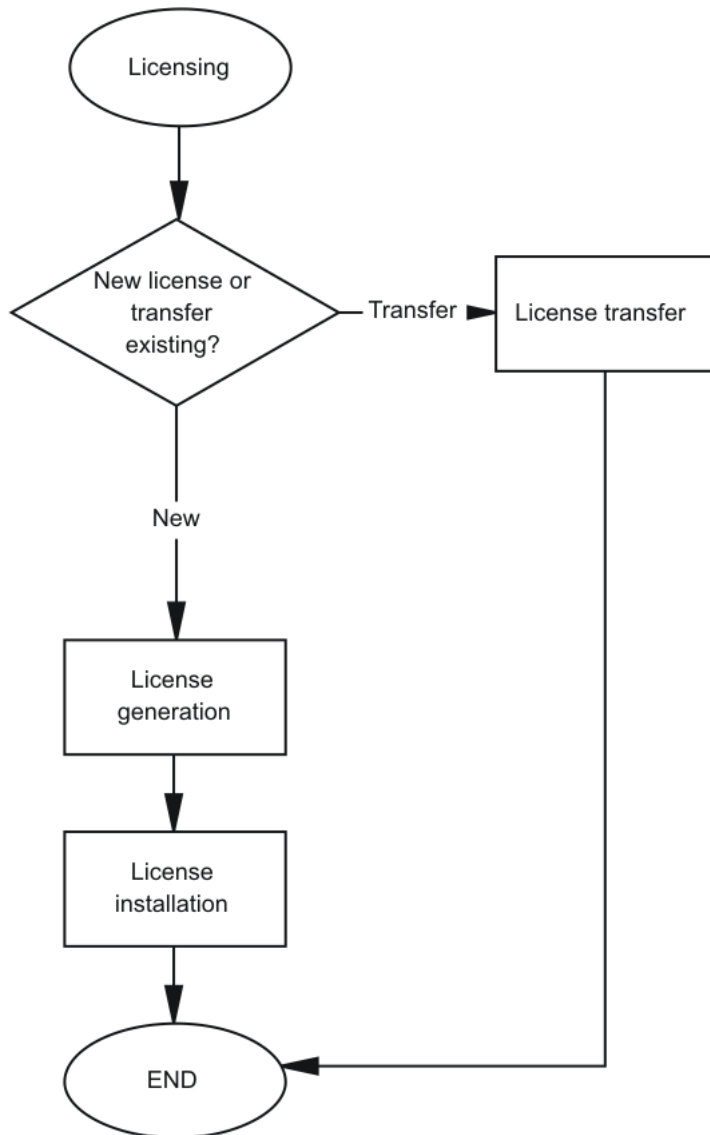 Licensing
New license or
transfer
existing?
Transfer
License transfer
New
License
generation
License
installation
END